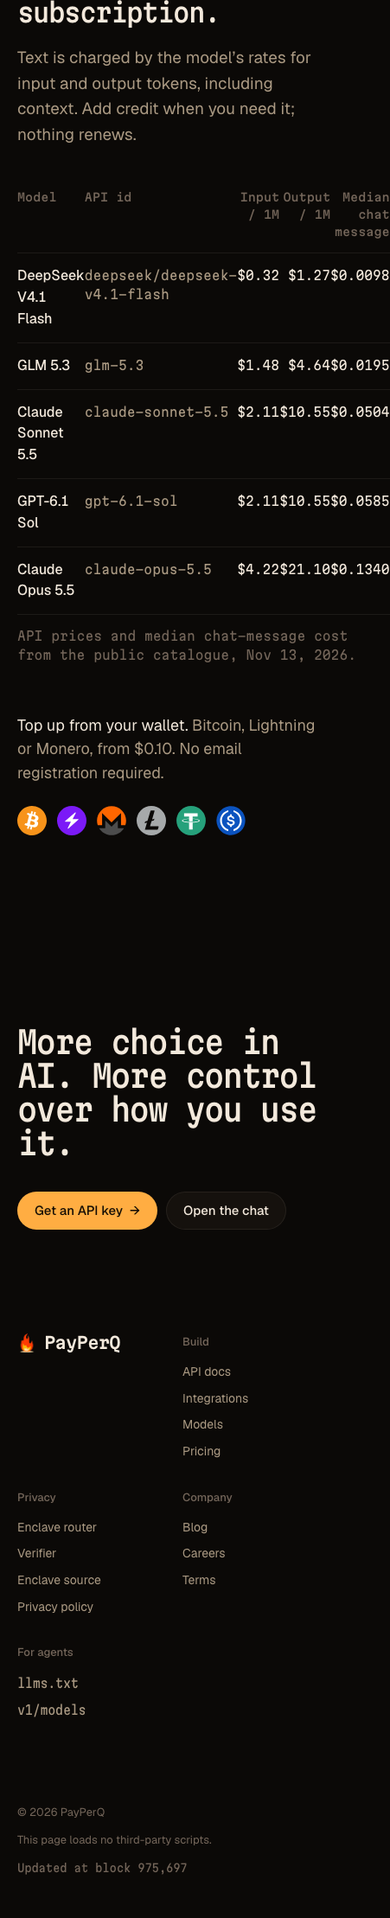 subscription.
Text is charged by the model's rates for
input and output tokens, including
context. Add credit when you need it;
nothing renews.
Model API id Input / 1M Output / 1M Median chat message
DeepSeek V4.1 Flash deepseek/deepseek-v4.1-flash $0.32 $1.27 $0.0098
GLM 5.3 glm-5.3 $1.48 $4.64 $0.0195
Claude Sonnet 5.5 claude-sonnet-5.5 $2.11 $10.55 $0.0504
GPT-6.1 Sol gpt-6.1-sol $2.11 $10.55 $0.0585
Claude Opus 5.5 claude-opus-5.5 $4.22 $21.10 $0.1340
API prices and median chat-message cost
from the public catalogue, Nov 13, 2026.
Top up from your wallet. Bitcoin, Lightning
or Monero, from $0.10. No email
registration required.
More choice in
AI. More control
over how you use
it.
Get an API key →
Open the chat
PayPerQ
Build
API docs
Integrations
Models
Pricing
Privacy
Enclave router
Verifier
Enclave source
Privacy policy
Company
Blog
Careers
Terms
For agents
llms.txt
v1/models
© 2026 PayPerQ
This page loads no third-party scripts.
Updated at block 975,697